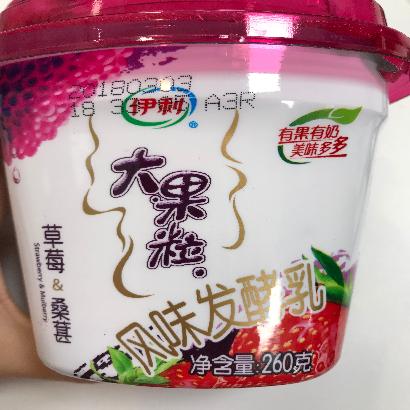 20180203
伊利
A3R
有果有奶
美味多多
大果粒
草莓&桑葚
Strawberry & Mulberry
风味发酵乳
净含量:260克